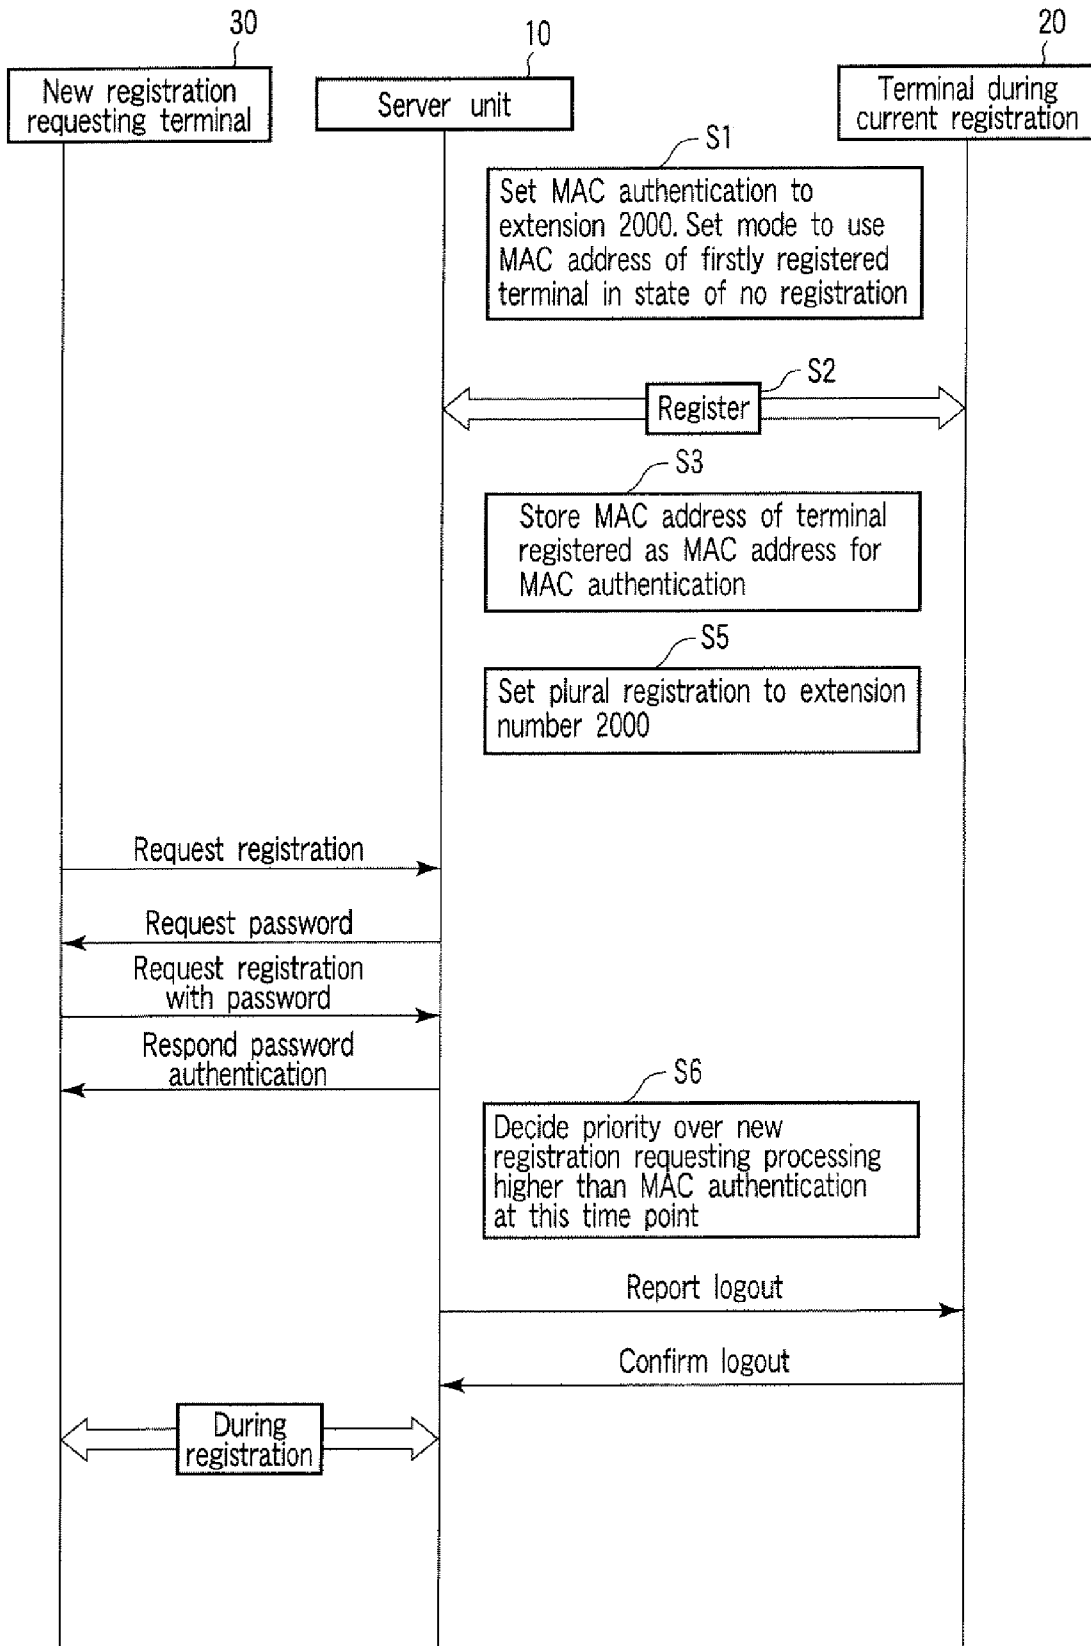 30
10
20
New registration
requesting terminal
Server unit
Terminal during
current registration
S1
Set MAC authentication to
extension 2000. Set mode to use
MAC address of firstly registered
terminal in state of no registration
S2
Register
S3
Store MAC address of terminal
registered as MAC address for
MAC authentication
S5
Set plural registration to extension
number 2000
Request registration
Request password
Request registration
with password
Respond password
authentication
S6
Decide priority over new
registration requesting processing
higher than MAC authentication
at this time point
Report logout
Confirm logout
During
registration